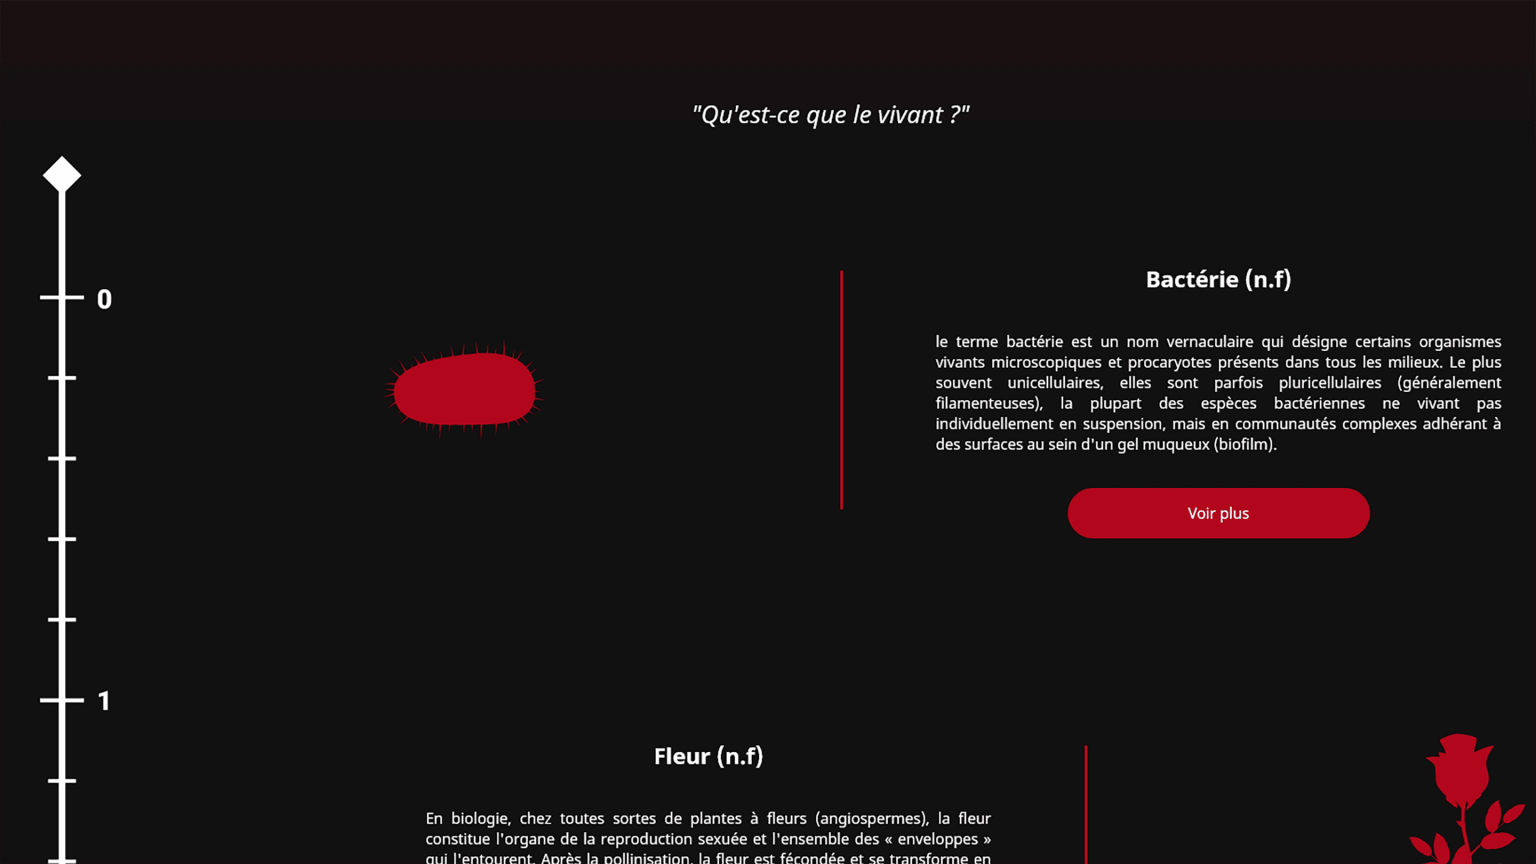 "Qu'est-ce que le vivant ?"
0
Bactérie (n.f)
le terme bactérie est un nom vernaculaire qui désigne certains organismes
vivants microscopiques et procaryotes présents dans tous les milieux. Le plus
souvent unicellulaires, elles sont parfois pluricellulaires (généralement
filamenteuses), la plupart des espèces bactériennes ne vivant pas
individuellement en suspension, mais en communautés complexes adhérant à
des surfaces au sein d'un gel muqueux (biofilm).
Voir plus
1
Fleur (n.f)
En biologie, chez toutes sortes de plantes à fleurs (angiospermes), la fleur
constitue l'organe de la reproduction sexuée et l'ensemble des « enveloppes »
qui l'entourent. Après la pollinisation, la fleur est fécondée et se transforme en